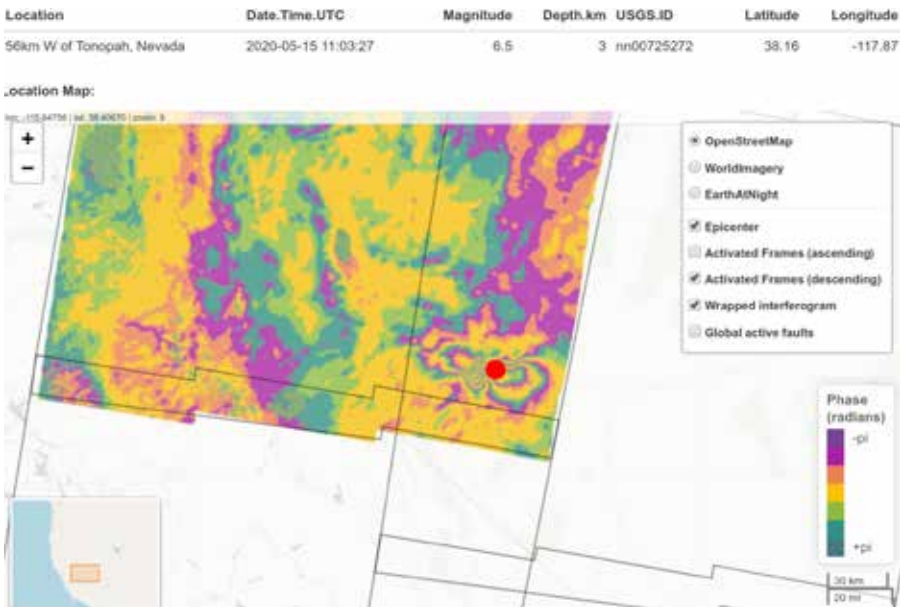 Location Date.Time.UTC Magnitude Depth.km USGS.ID Latitude Longitude
56km W of Tonopah, Nevada 2020-05-15 11:03:27 6.5 3 nn00725272 38.16 -117.87
Location Map:
+
−
OpenStreetMap
WorldImagery
EarthAtNight
Epicenter
Activated Frames (ascending)
Activated Frames (descending)
Wrapped interferogram
Global active faults
Phase
(radians)
-pi
+pi
30 km
20 mi